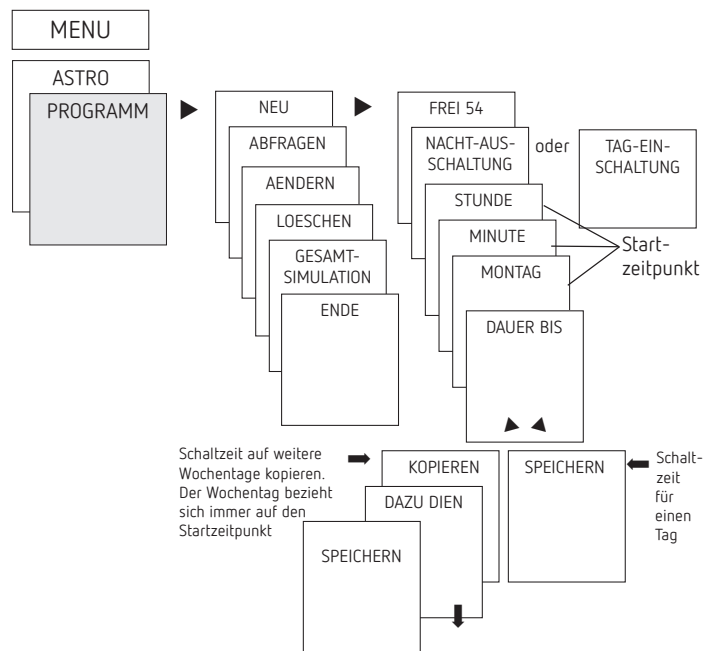 MENU
ASTRO
PROGRAMM
NEU
ABFRAGEN
AENDERN
LOESCHEN
GESAMT-
SIMULATION
ENDE
FREI 54
NACHT-AUS-
SCHALTUNG
oder
TAG-EIN-
SCHALTUNG
STUNDE
MINUTE
MONTAG
Start-
zeitpunkt
DAUER BIS
Schaltzeit auf weitere
Wochentage kopieren.
Der Wochentag bezieht
sich immer auf den
Startzeitpunkt
KOPIEREN
DAZU DIEN
SPEICHERN
SPEICHERN
Schalt-
zeit
für
einen
Tag